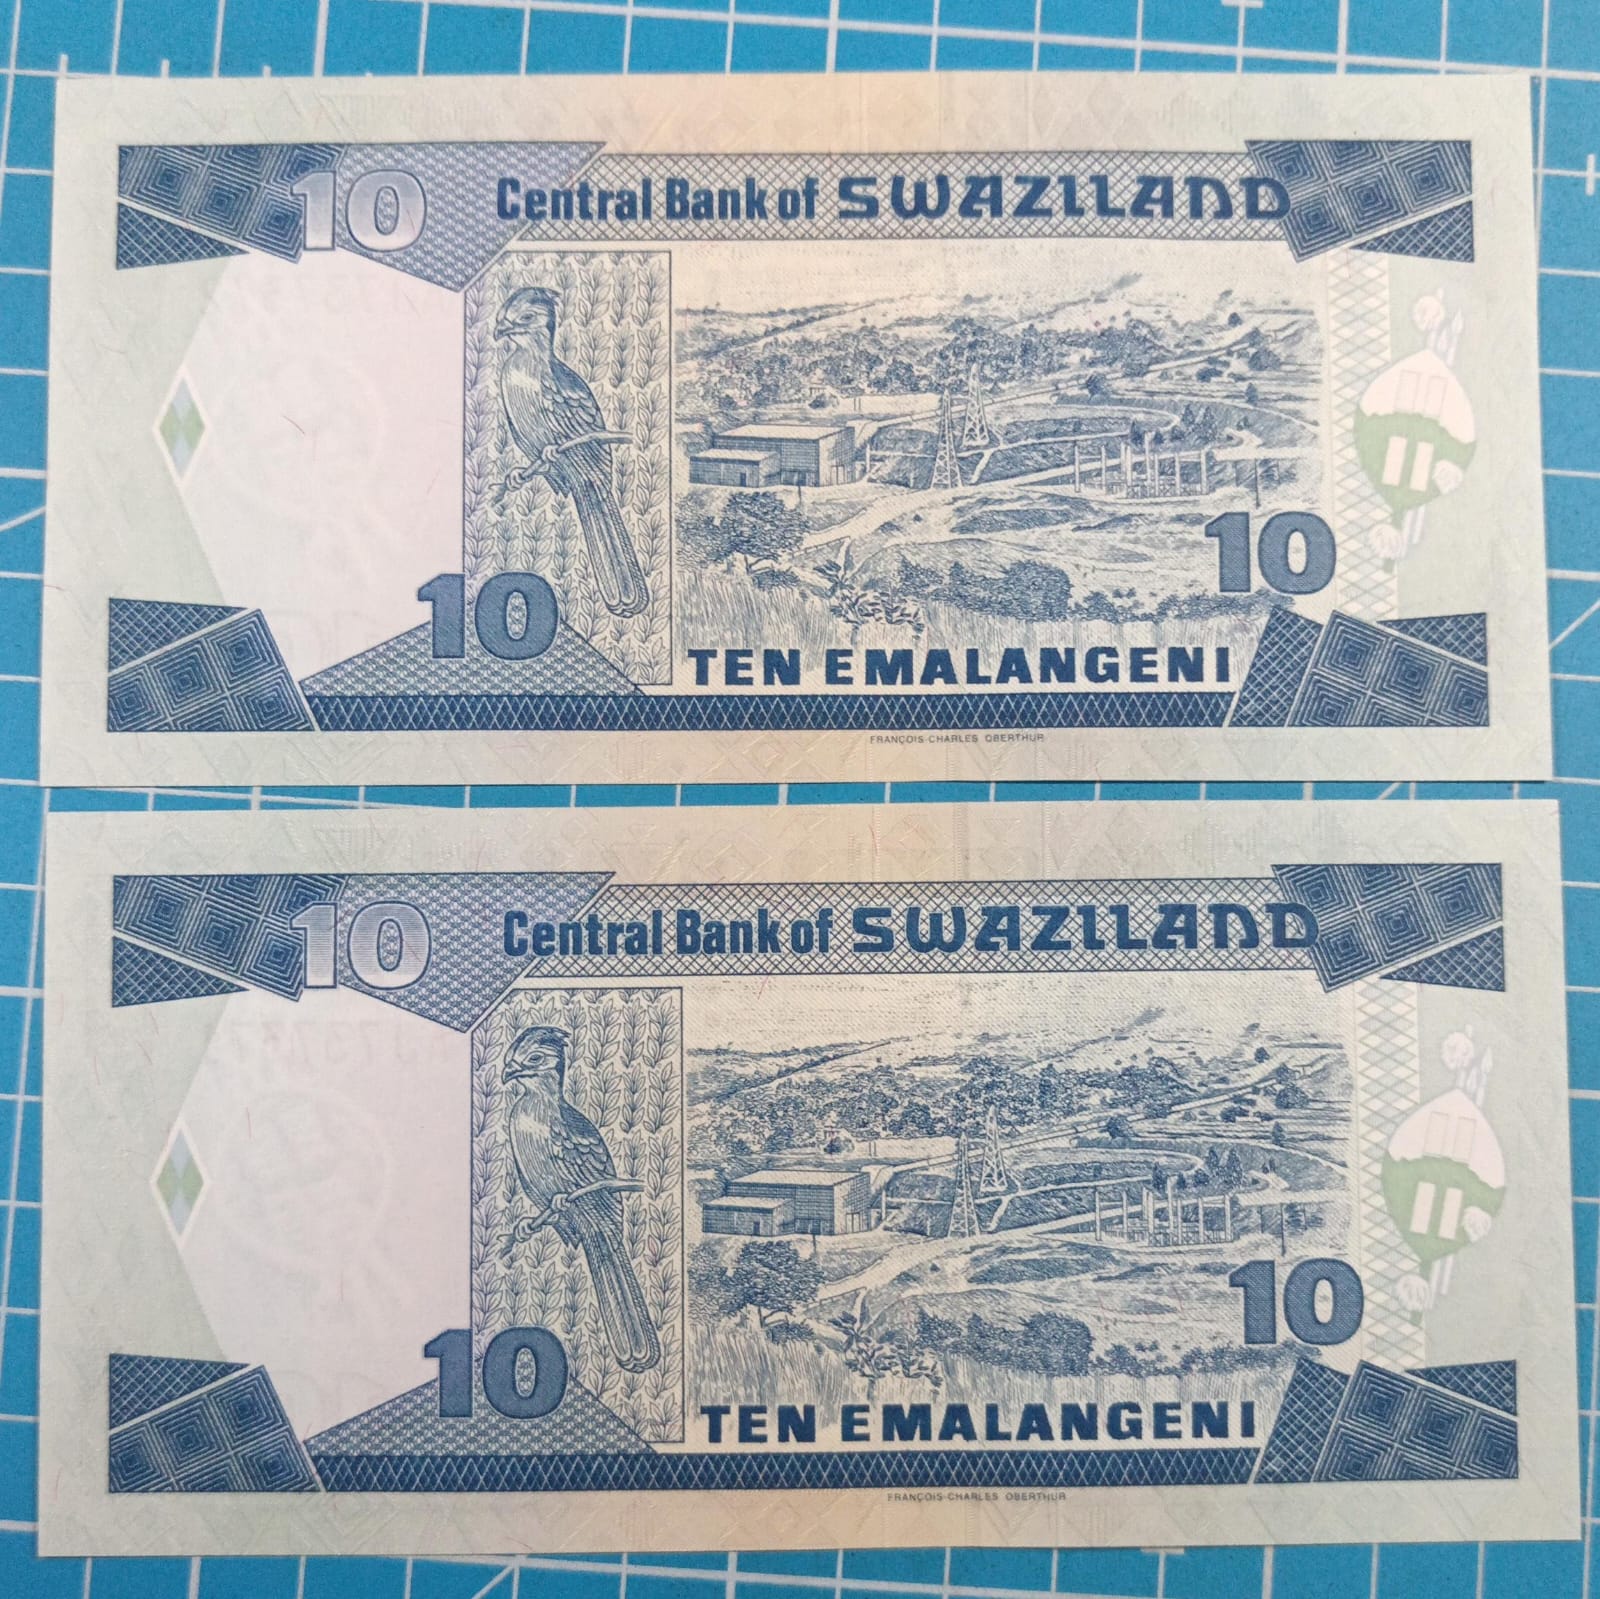 10 Central Bank of SWAZILAND
10
10
TEN EMALANGENI
FRANÇOIS-CHARLES OBERTHUR
10 Central Bank of SWAZILAND
10
10
TEN EMALANGENI
FRANÇOIS-CHARLES OBERTHUR